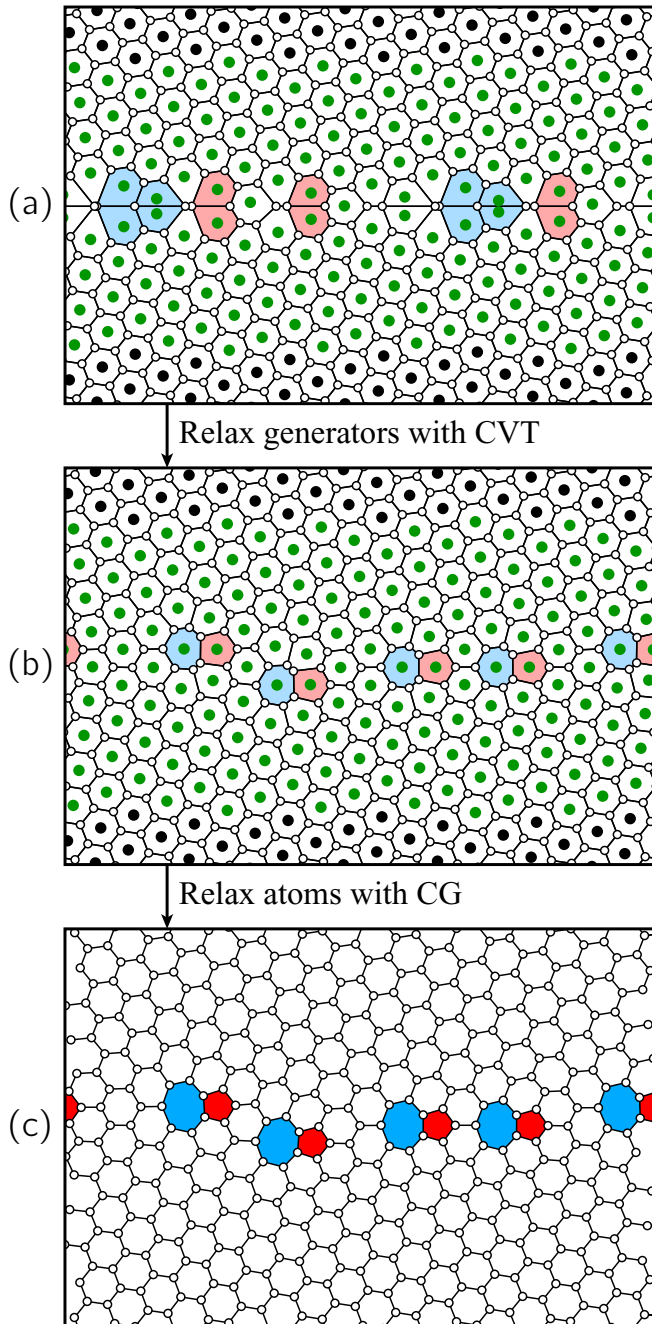 (a)
Relax generators with CVT
(b)
Relax atoms with CG
(c)